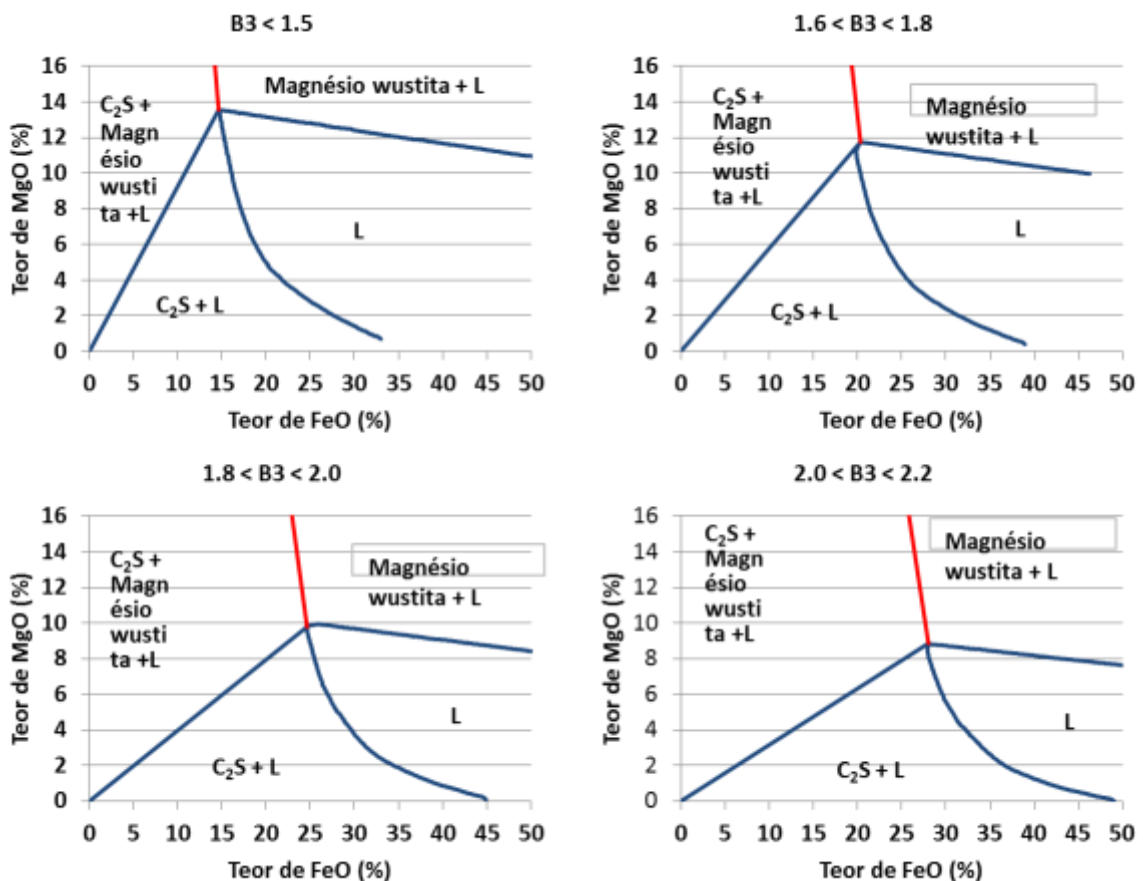 B3 < 1.5
16
14
12
10
8
6
4
2
0
Teor de MgO (%)
C₂S +
Magn
ésio
wusti
ta +L
Magnésio wustita + L
L
C₂S + L
0 5 10 15 20 25 30 35 40 45 50
Teor de FeO (%)
1.6 < B3 < 1.8
16
14
12
10
8
6
4
2
0
Teor de MgO (%)
C₂S +
Magn
ésio
wusti
ta +L
Magnésio
wustita + L
L
C₂S + L
0 5 10 15 20 25 30 35 40 45 50
Teor de FeO (%)
1.8 < B3 < 2.0
16
14
12
10
8
6
4
2
0
Teor de MgO (%)
C₂S +
Magn
ésio
wusti
ta +L
Magnésio
wustita + L
L
C₂S + L
0 5 10 15 20 25 30 35 40 45 50
Teor de FeO (%)
2.0 < B3 < 2.2
16
14
12
10
8
6
4
2
0
Teor de MgO (%)
C₂S +
Magn
ésio
wusti
ta +L
Magnésio
wustita + L
L
C₂S + L
0 5 10 15 20 25 30 35 40 45 50
Teor de FeO (%)